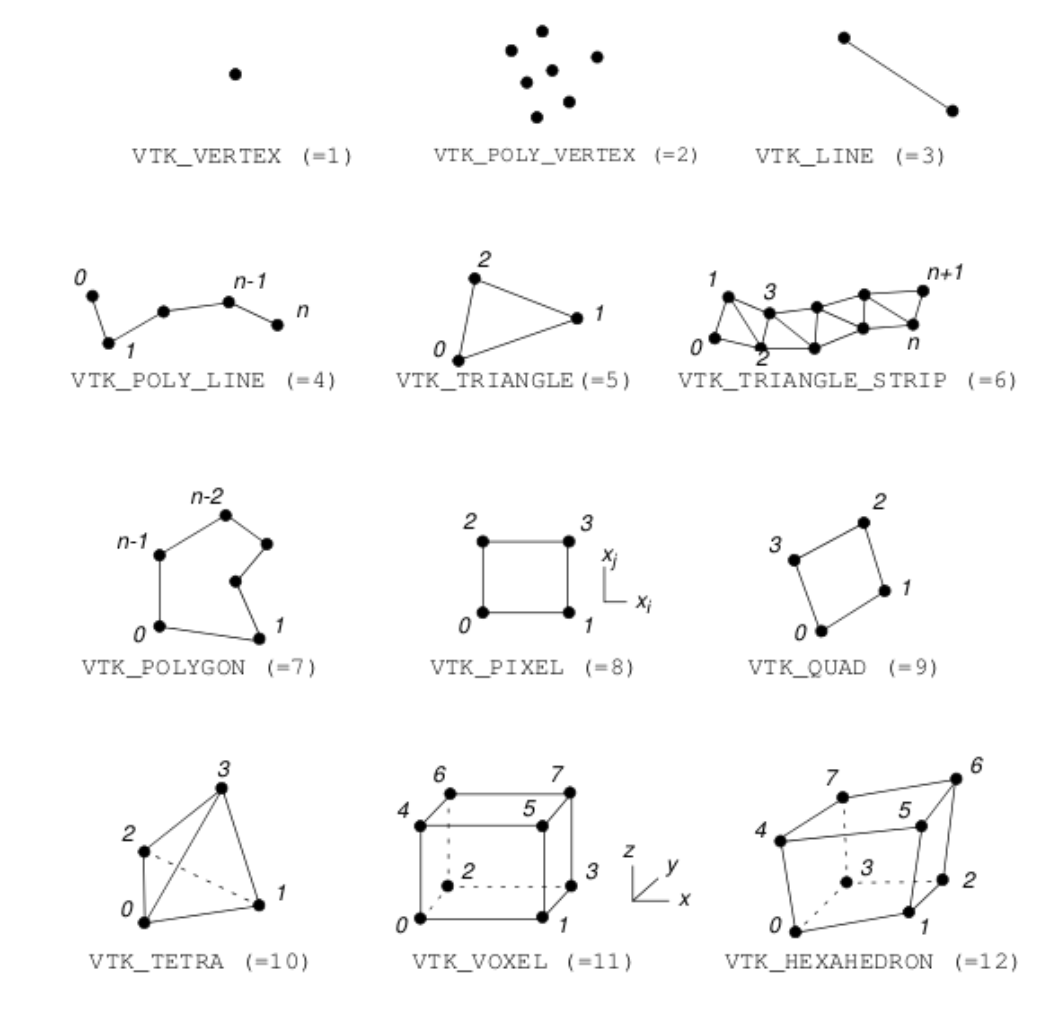 VTK_VERTEX (=1)
VTK_POLY_VERTEX (=2)
VTK_LINE (=3)
0
1
n-1
n
VTK_POLY_LINE (=4)
2
1
0
VTK_TRIANGLE(=5)
1
3
n+1
0
2
n
VTK_TRIANGLE_STRIP (=6)
n-2
n-1
0
1
VTK_POLYGON (=7)
2
3
xj
xi
0
1
VTK_PIXEL (=8)
2
3
1
0
VTK_QUAD (=9)
3
2
1
0
VTK_TETRA (=10)
6
7
4
5
2
3
0
1
z
y
x
VTK_VOXEL (=11)
7
6
5
4
3
2
0
1
VTK_HEXAHEDRON (=12)